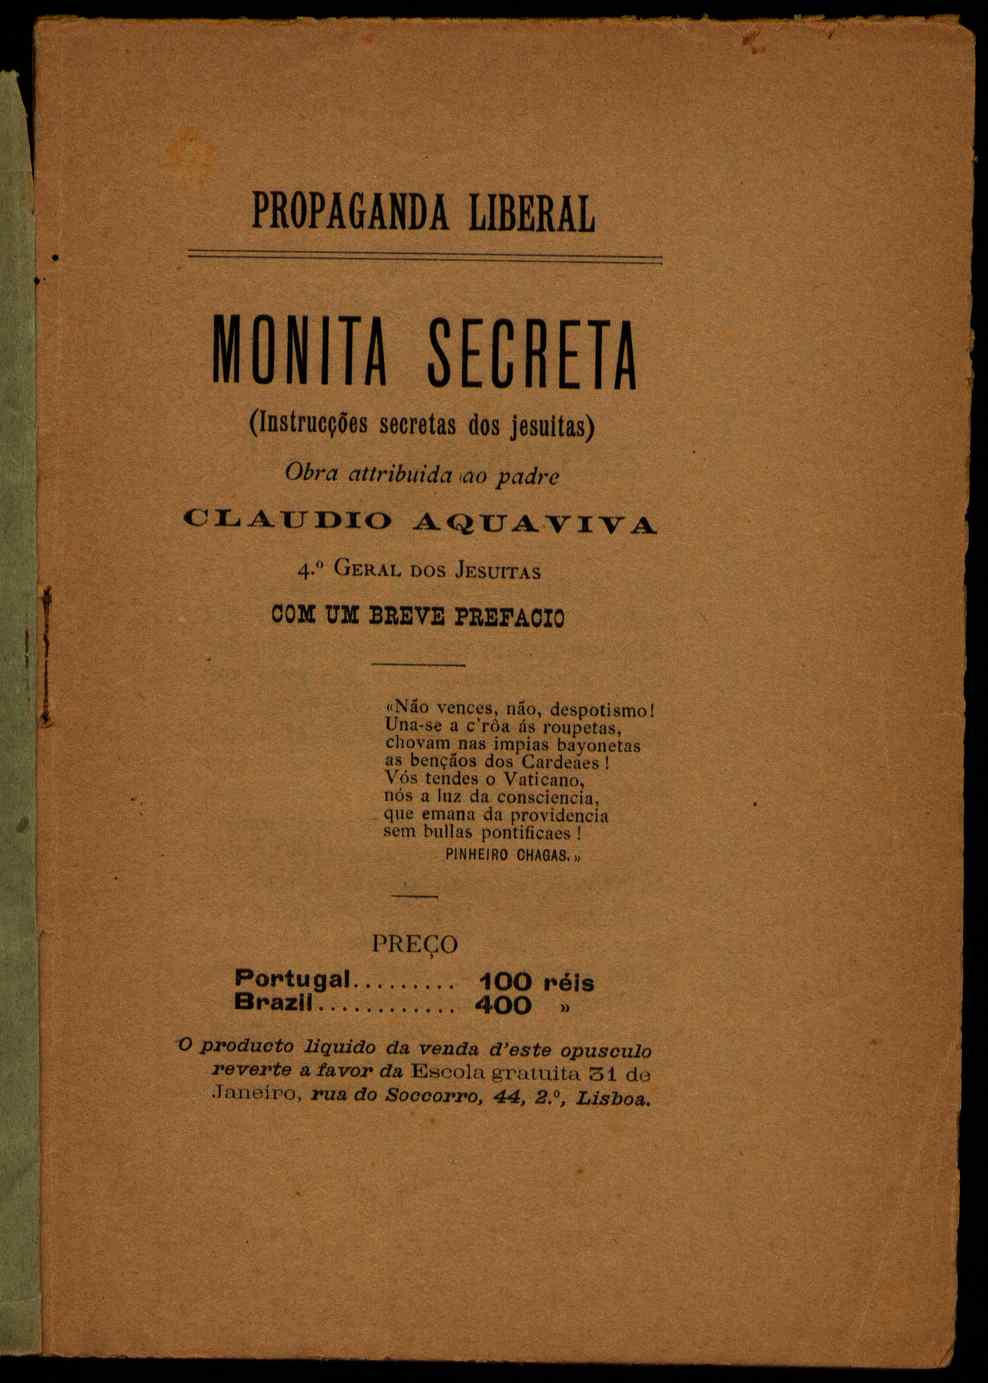 PROPAGANDA LIBERAL
MONITA SECRETA
(Instrucções secretas dos jesuitas)
Obra attribuida ao padre
CLAUDIO AQUAVIVA
4.º GERAL DOS JESUITAS
COM UM BREVE PREFACIO
«Não vences, não, despotismo!
Una-se a c'rôa ás roupetas,
chovam nas impias bayonetas
as bençãos dos Cardeaes!
Vós tendes o Vaticano,
nós a luz da consciencia,
que emana da providencia
sem bullas pontificaes!
PINHEIRO CHAGAS.»
PREÇO
Portugal......... 100 réis
Brazil............ 400 »
O producto liquido da venda d'este opusculo
reverte a favor da Escola gratuita 31 de
Janeiro, rua do Soccorro, 44, 2.º, Lisboa.